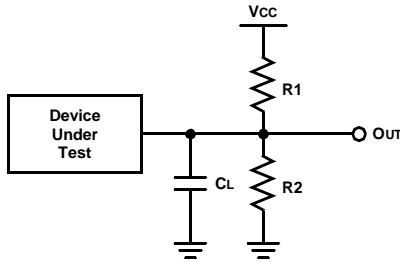 VCC
R1
Device
Under
Test
OUT
CL
R2